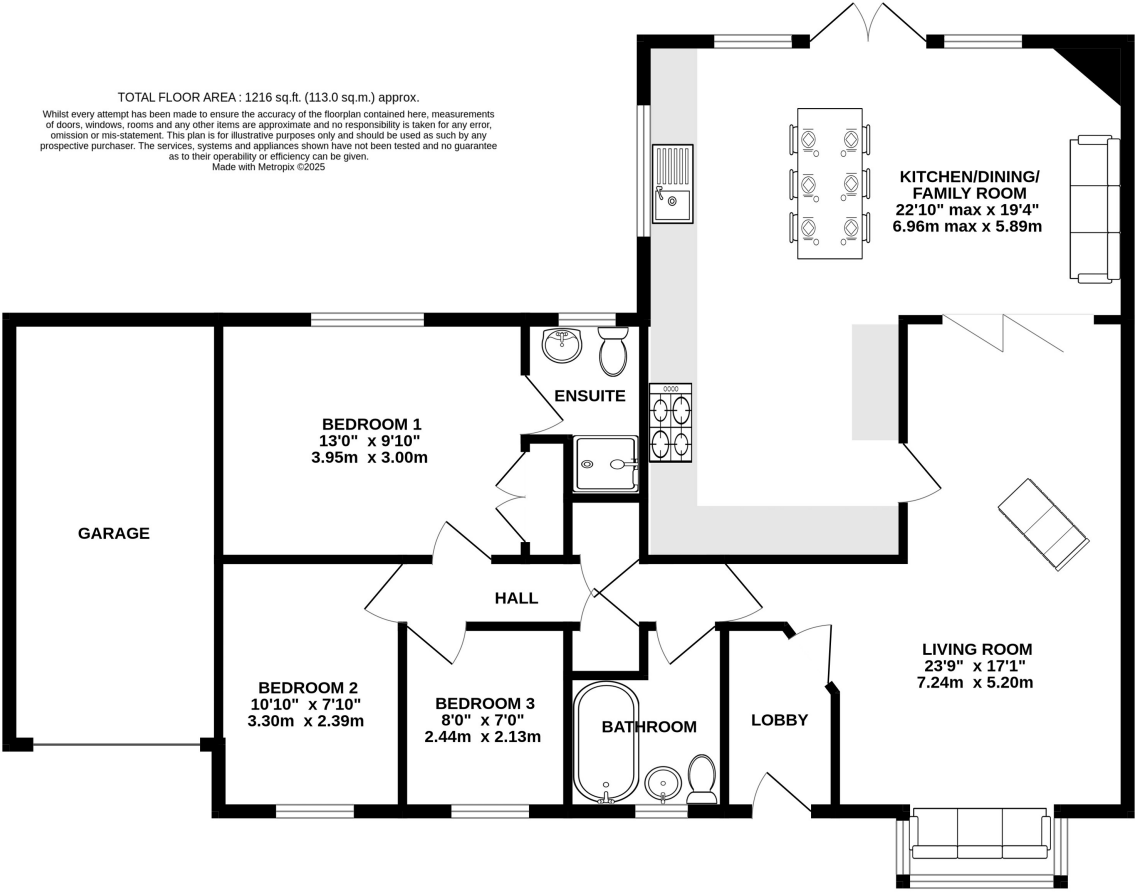 TOTAL FLOOR AREA : 1216 sq.ft. (113.0 sq.m.) approx.
Whilst every attempt has been made to ensure the accuracy of the floorplan contained here, measurements
of doors, windows, rooms and any other items are approximate and no responsibility is taken for any error,
omission or mis-statement. This plan is for illustrative purposes only and should be used as such by any
prospective purchaser. The services, systems and appliances shown have not been tested and no guarantee
as to their operability or efficiency can be given.
Made with Metropix ©2025
KITCHEN/DINING/
FAMILY ROOM
22'10" max x 19'4"
6.96m max x 5.89m
ENSUITE
BEDROOM 1
13'0" x 9'10"
3.95m x 3.00m
GARAGE
HALL
LIVING ROOM
23'9" x 17'1"
7.24m x 5.20m
BEDROOM 2
10'10" x 7'10"
3.30m x 2.39m
BEDROOM 3
8'0" x 7'0"
2.44m x 2.13m
BATHROOM
LOBBY